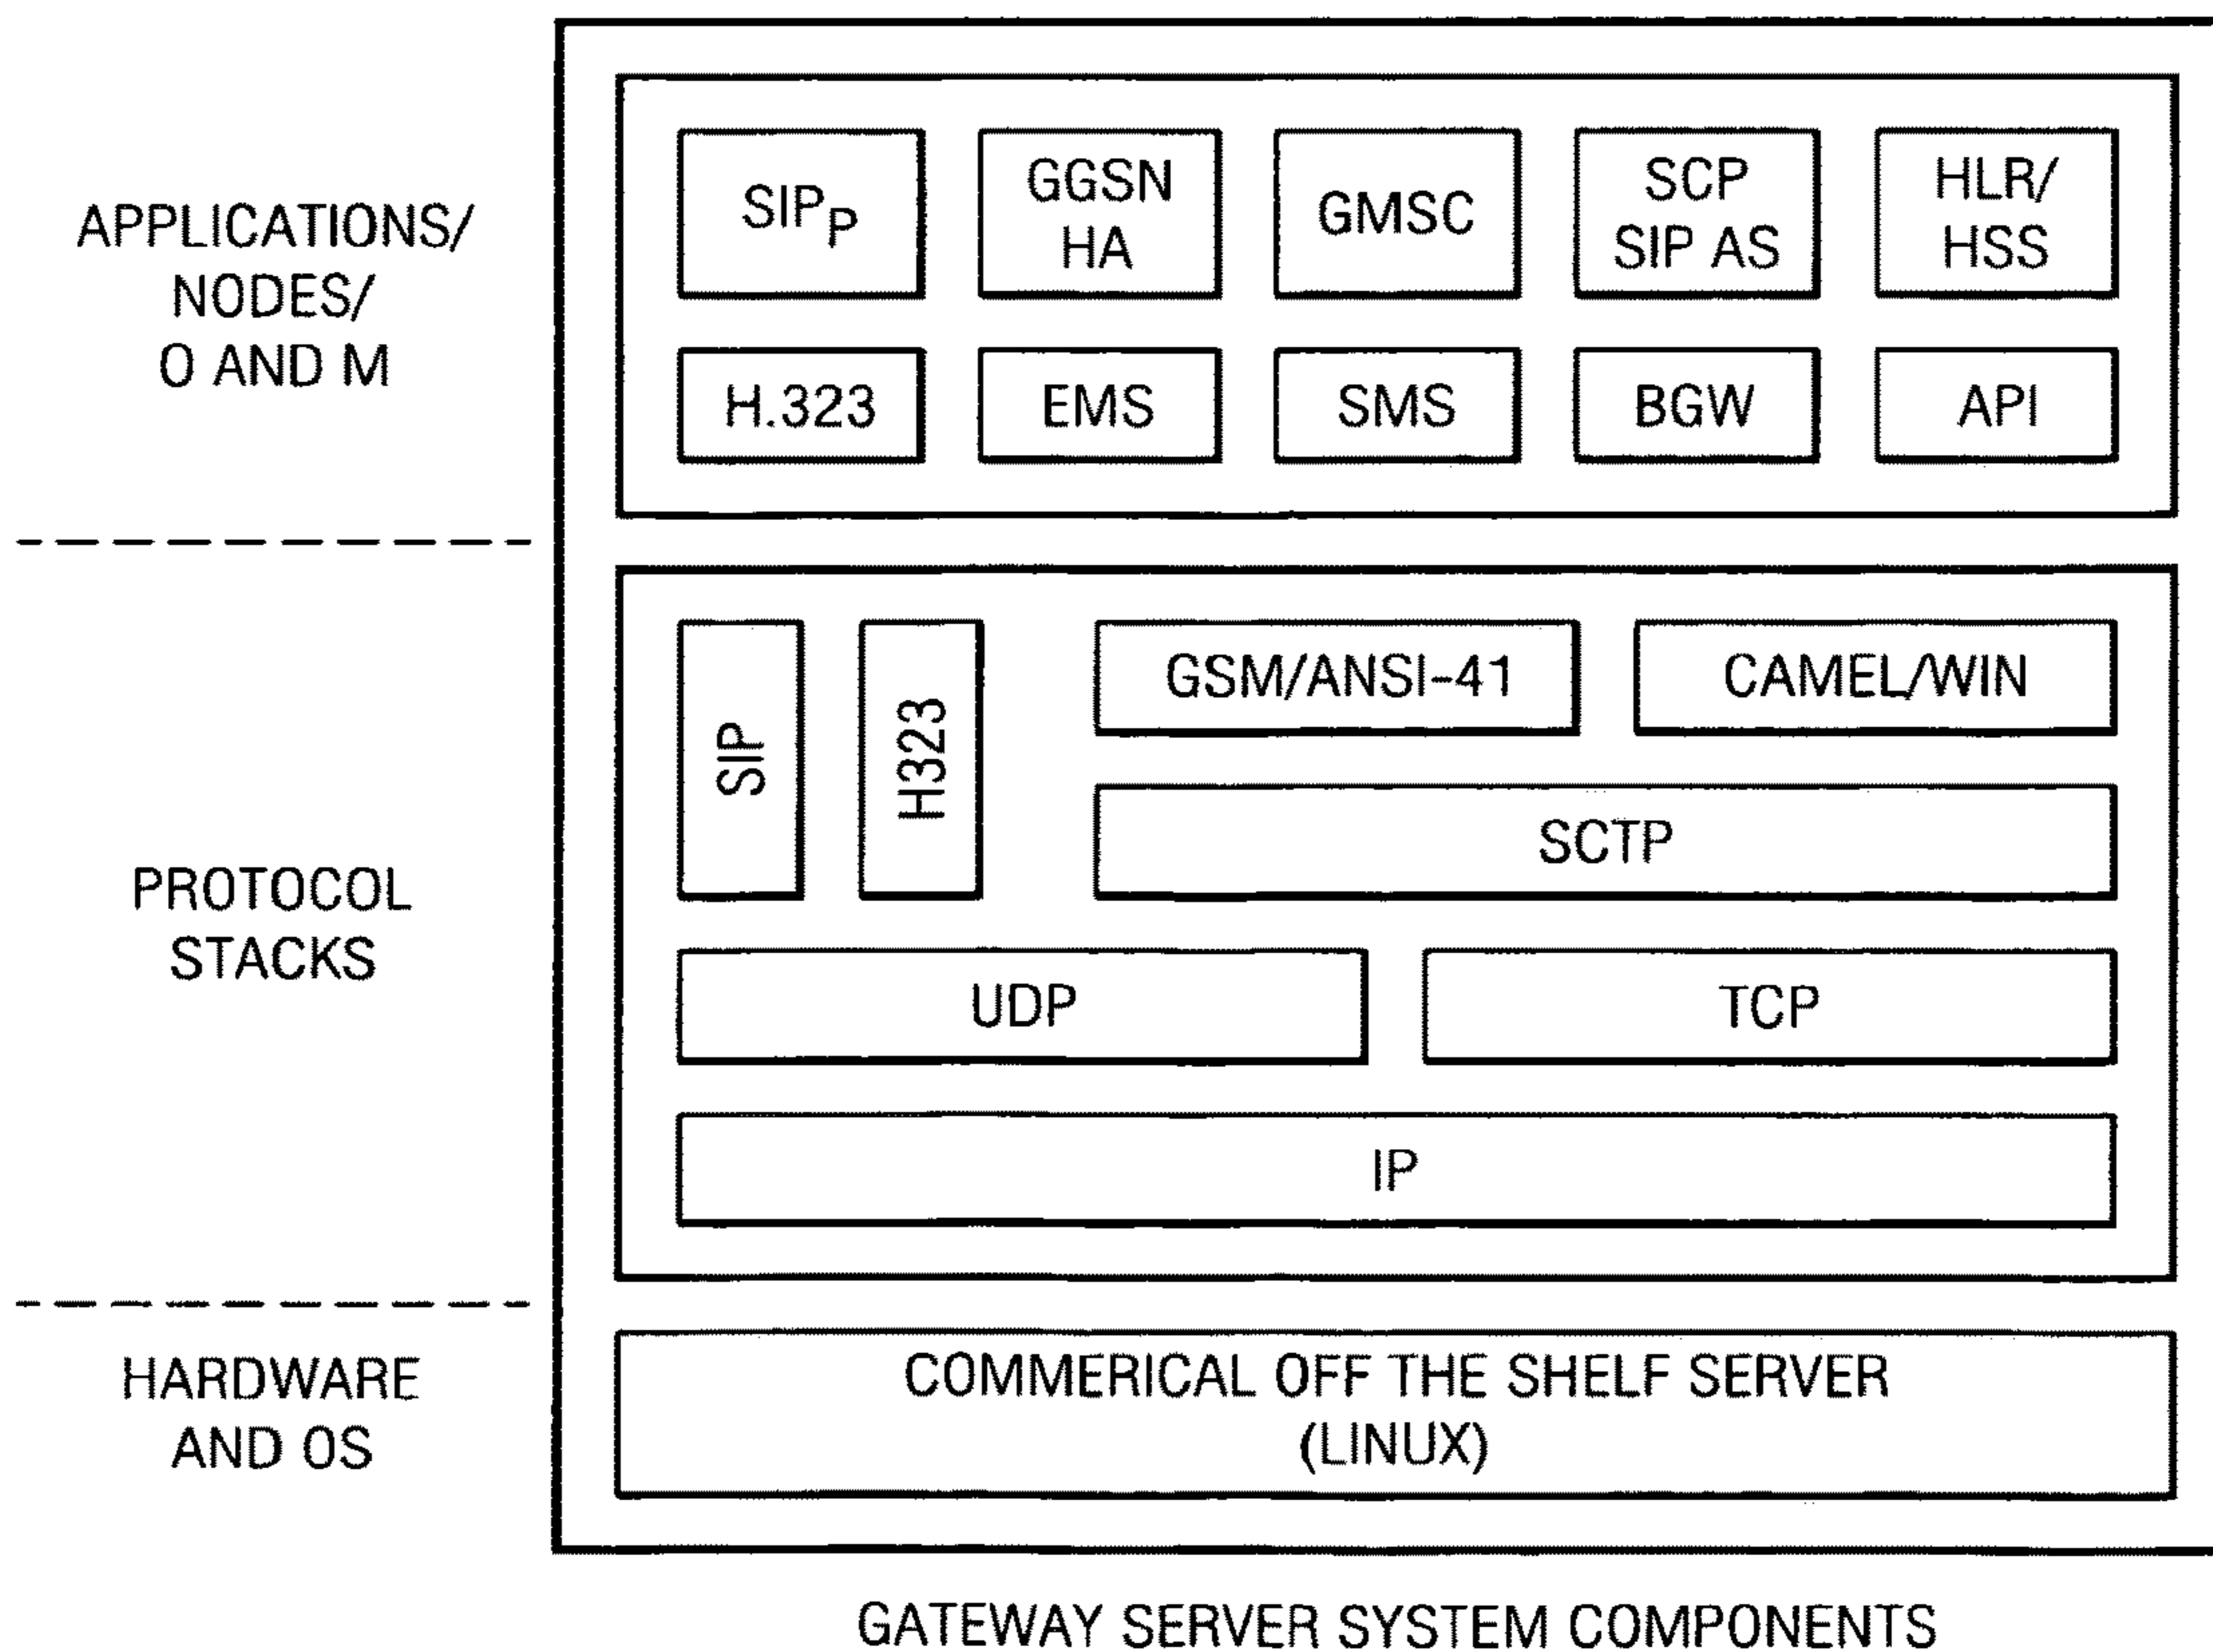 APPLICATIONS/
NODES/
O AND M
SIPP
GGSN
HA
GMSC
SCP
SIP AS
HLR/
HSS
H.323
EMS
SMS
BGW
API
PROTOCOL
STACKS
SIP
H323
GSM/ANSI-41
CAMEL/WIN
SCTP
UDP
TCP
IP
HARDWARE
AND OS
COMMERICAL OFF THE SHELF SERVER
(LINUX)
GATEWAY SERVER SYSTEM COMPONENTS